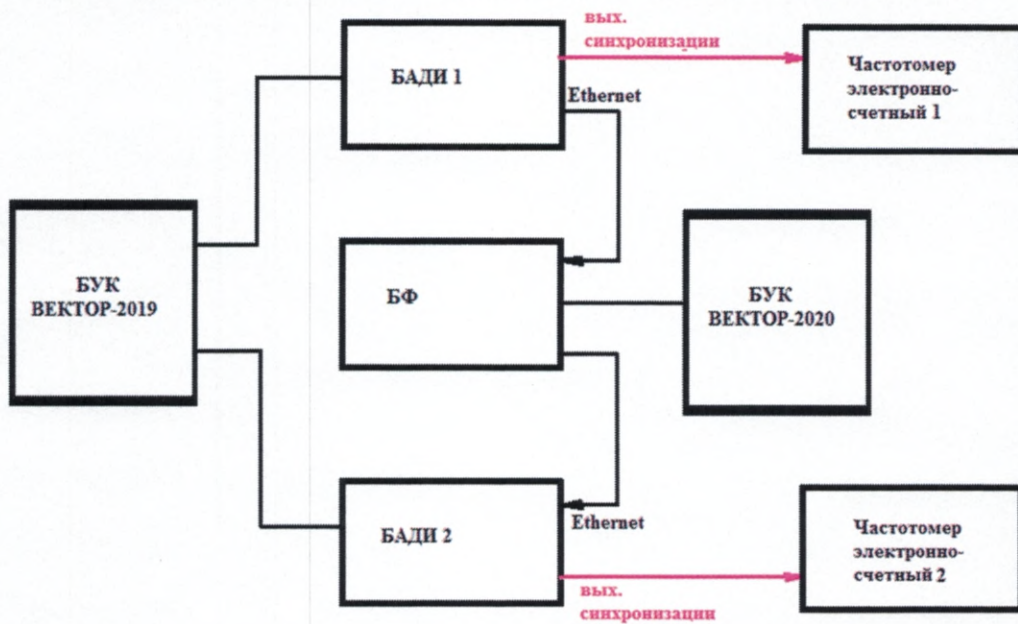 вых.
синхронизации
БАДИ 1
Ethernet
Частотомер
электронно-
счетный 1
БУК
ВЕКТОР-2019
БФ
БУК
ВЕКТОР-2020
БАДИ 2
Ethernet
Частотомер
электронно-
счетный 2
вых.
синхронизации